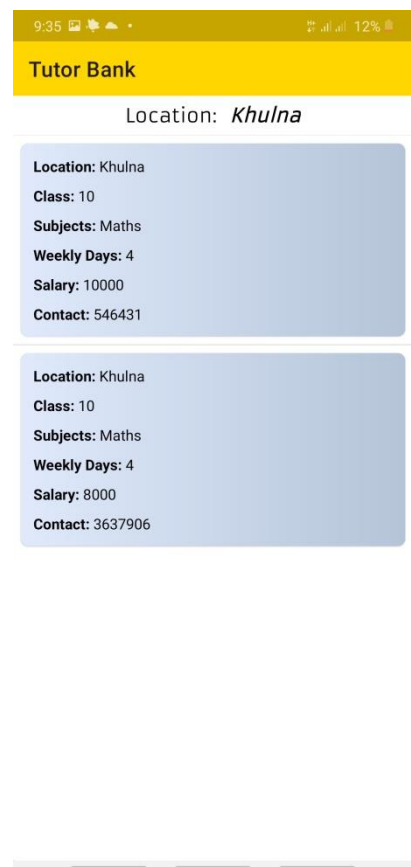 9:35 12%
Tutor Bank
Location: Khulna
Location: Khulna
Class: 10
Subjects: Maths
Weekly Days: 4
Salary: 10000
Contact: 546431
Location: Khulna
Class: 10
Subjects: Maths
Weekly Days: 4
Salary: 8000
Contact: 3637906